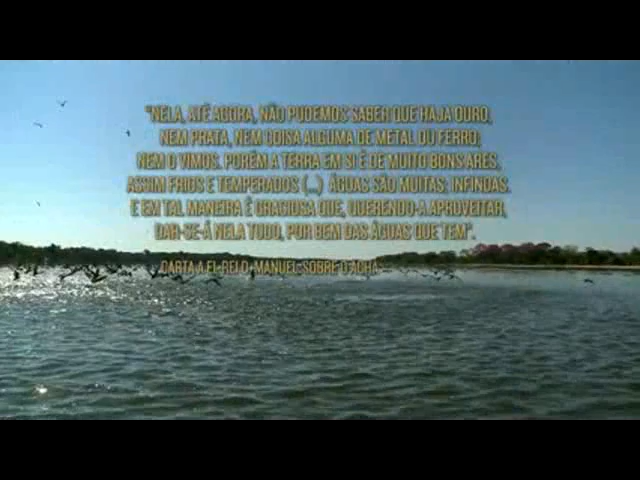 "NELA, ATÉ AGORA, NÃO PUDEMOS SABER QUE HAJA OURO,
NEM PRATA, NEM COISA ALGUMA DE METAL OU FERRO;
NEM O VIMOS. PORÉM A TERRA EM SI É DE MUITO BONS ARES,
ASSIM FRIOS E TEMPERADOS (...) ÁGUAS SÃO MUITAS; INFINDAS.
E EM TAL MANEIRA É GRACIOSA QUE, QUERENDO-A APROVEITAR,
DAR-SE-Á NELA TUDO, POR BEM DAS ÁGUAS QUE TEM".
CARTA A EL-REI D. MANUEL, SOBRE O ACHA